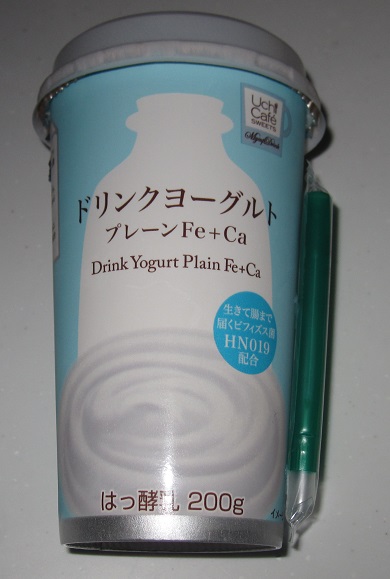 Uchi
Café
SWEETS
ドリンクヨーグルト
プレーンFe+Ca
Drink Yogurt Plain Fe+Ca
生きて腸まで
届くビフィズス菌
HN019
配合
はっ酵乳 200g
イメ